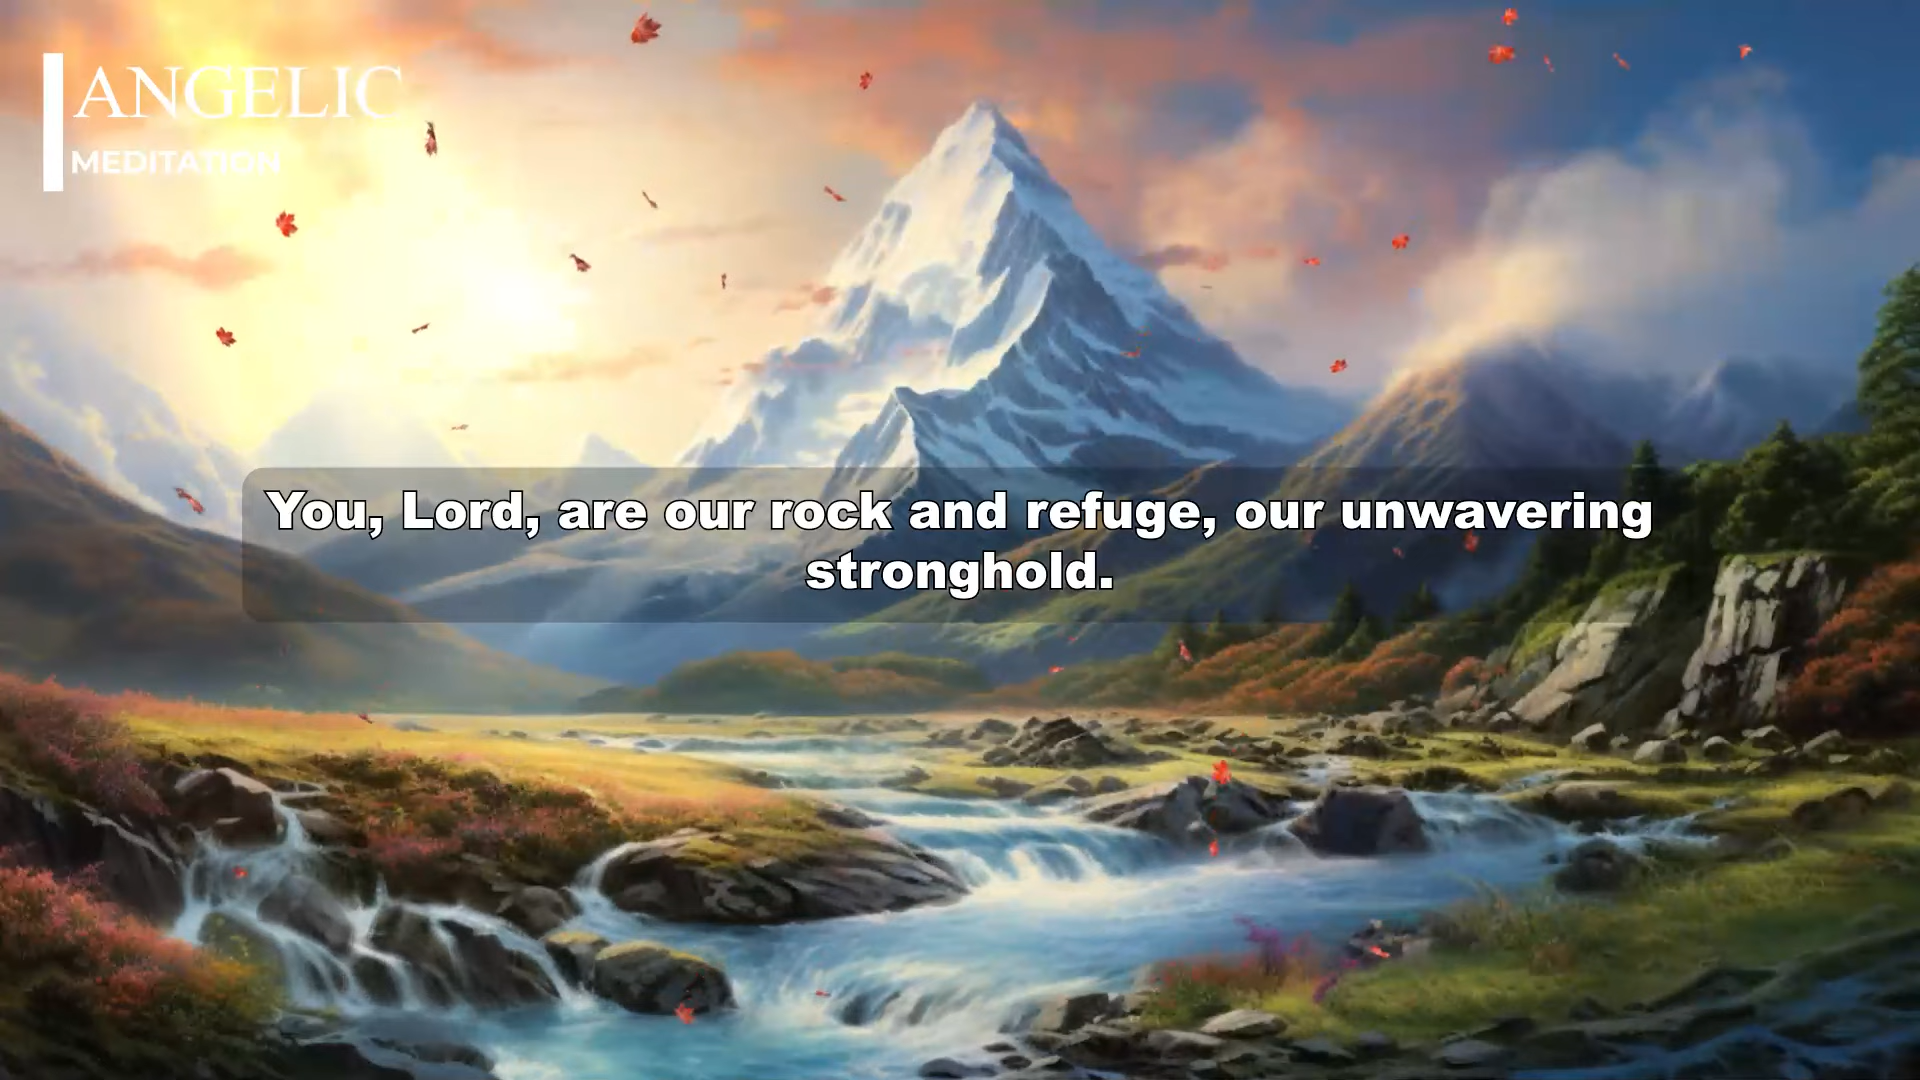 ANGELIC
MEDITATION
You, Lord, are our rock and refuge, our unwavering
stronghold.